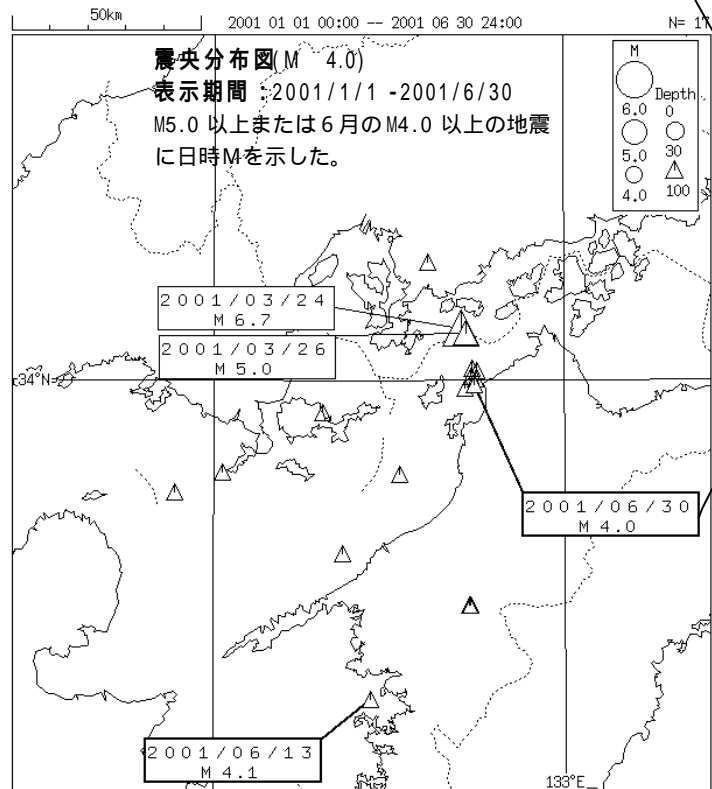 50km
2001 01 01 00:00 -- 2001 06 30 24:00
N= 17
震央分布図(M 4.0)
表示期間:2001/1/1 -2001/6/30
M5.0 以上または6月のM4.0 以上の地震
に日時Mを示した。
M
Depth
6.0 0
5.0 30
4.0 100
2001/03/24
M 6.7
2001/03/26
M 5.0
34°N
2001/06/30
M 4.0
2001/06/13
M 4.1
133°E